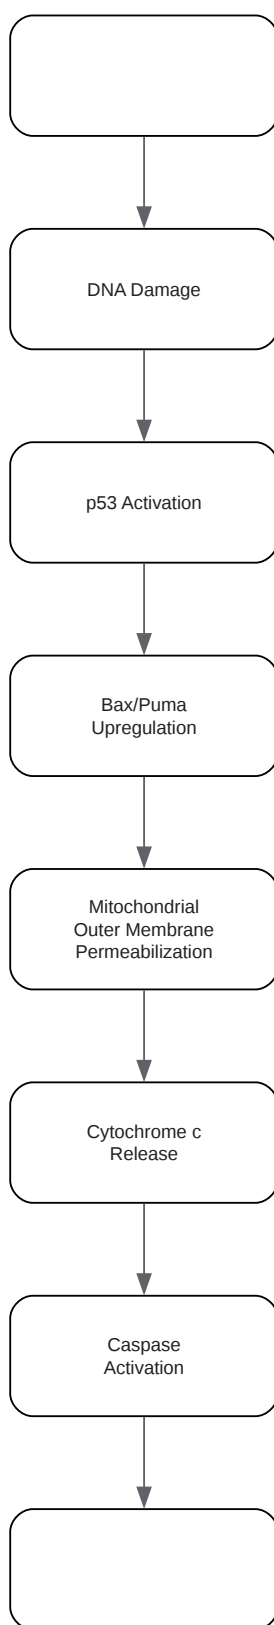 DNA Damage
p53 Activation
Bax/Puma
Upregulation
Mitochondrial
Outer Membrane
Permeabilization
Cytochrome c
Release
Caspase
Activation